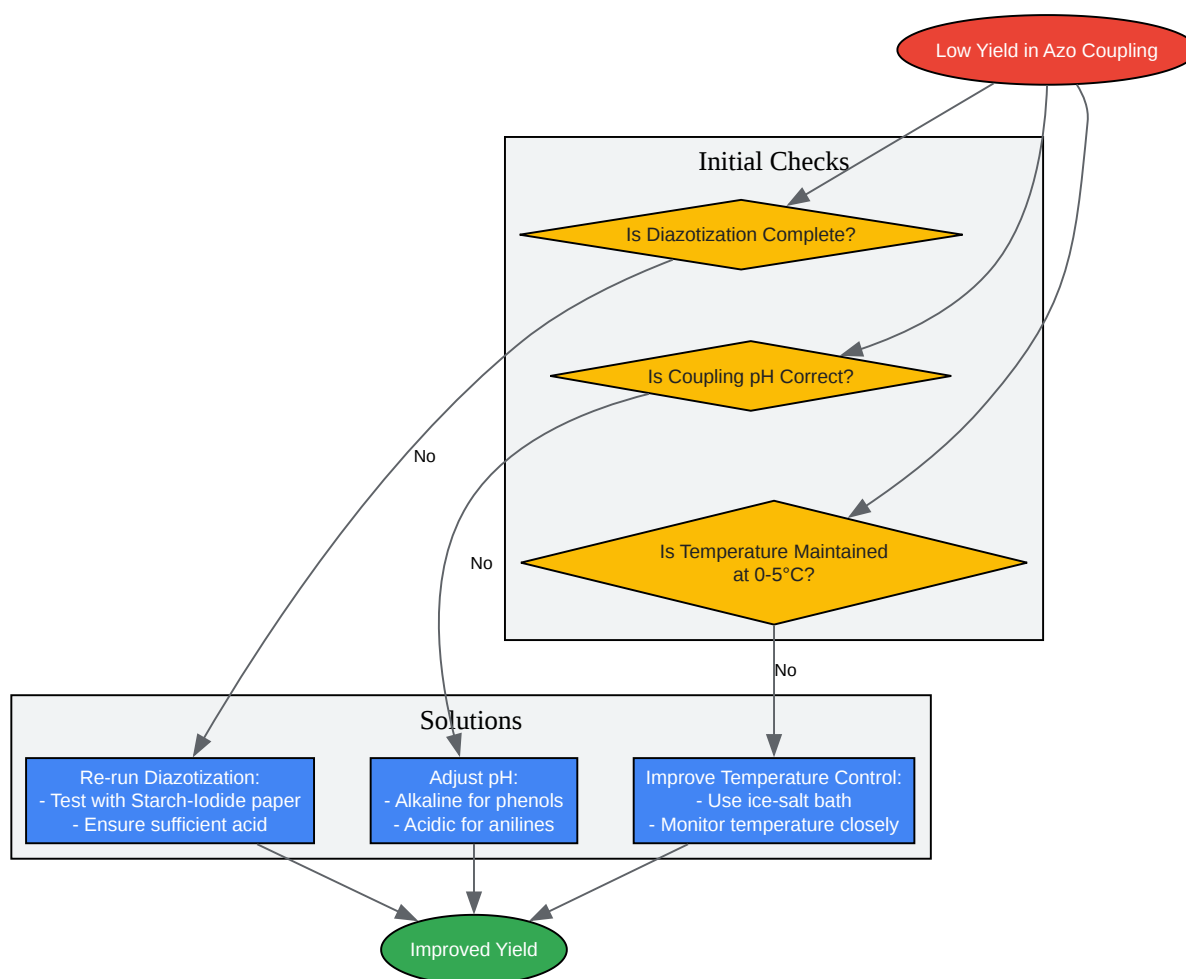 Low Yield in Azo Coupling
Initial Checks
Is Diazotization Complete?
Is Coupling pH Correct?
No
Is Temperature Maintained
at 0-5°C?
No
No
Solutions
Re-run Diazotization:
- Test with Starch-Iodide paper
- Ensure sufficient acid
Adjust pH:
- Alkaline for phenols
- Acidic for anilines
Improve Temperature Control:
- Use ice-salt bath
- Monitor temperature closely
Improved Yield